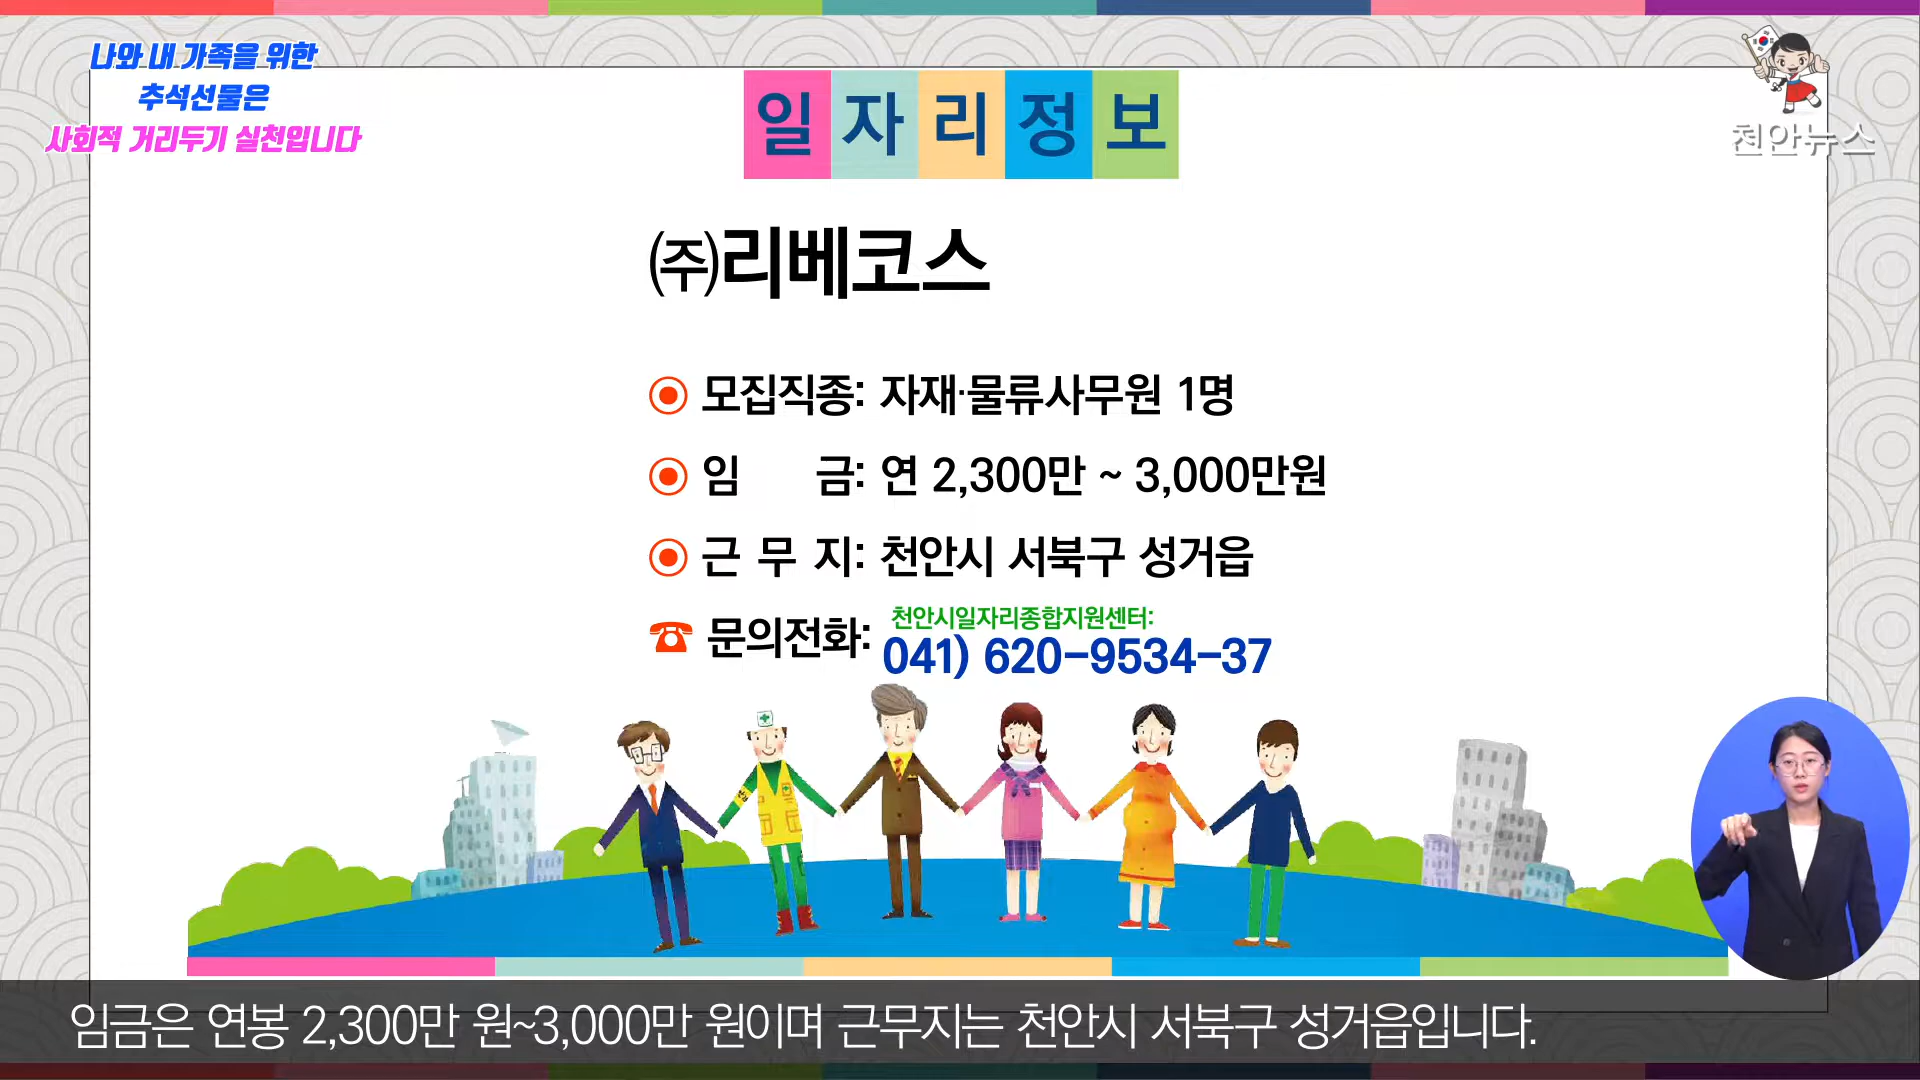 나와 내 가족을 위한
추석선물은
사회적 거리두기 실천입니다
천안뉴스
일자리정보
㈜리베코스
모집직종: 자재·물류사무원 1명
임 금: 연 2,300만 ~ 3,000만원
근 무 지: 천안시 서북구 성거읍
천안시일자리종합지원센터:
☎ 문의전화: 041) 620-9534-37
임금은 연봉 2,300만 원~3,000만 원이며 근무지는 천안시 서북구 성거읍입니다.